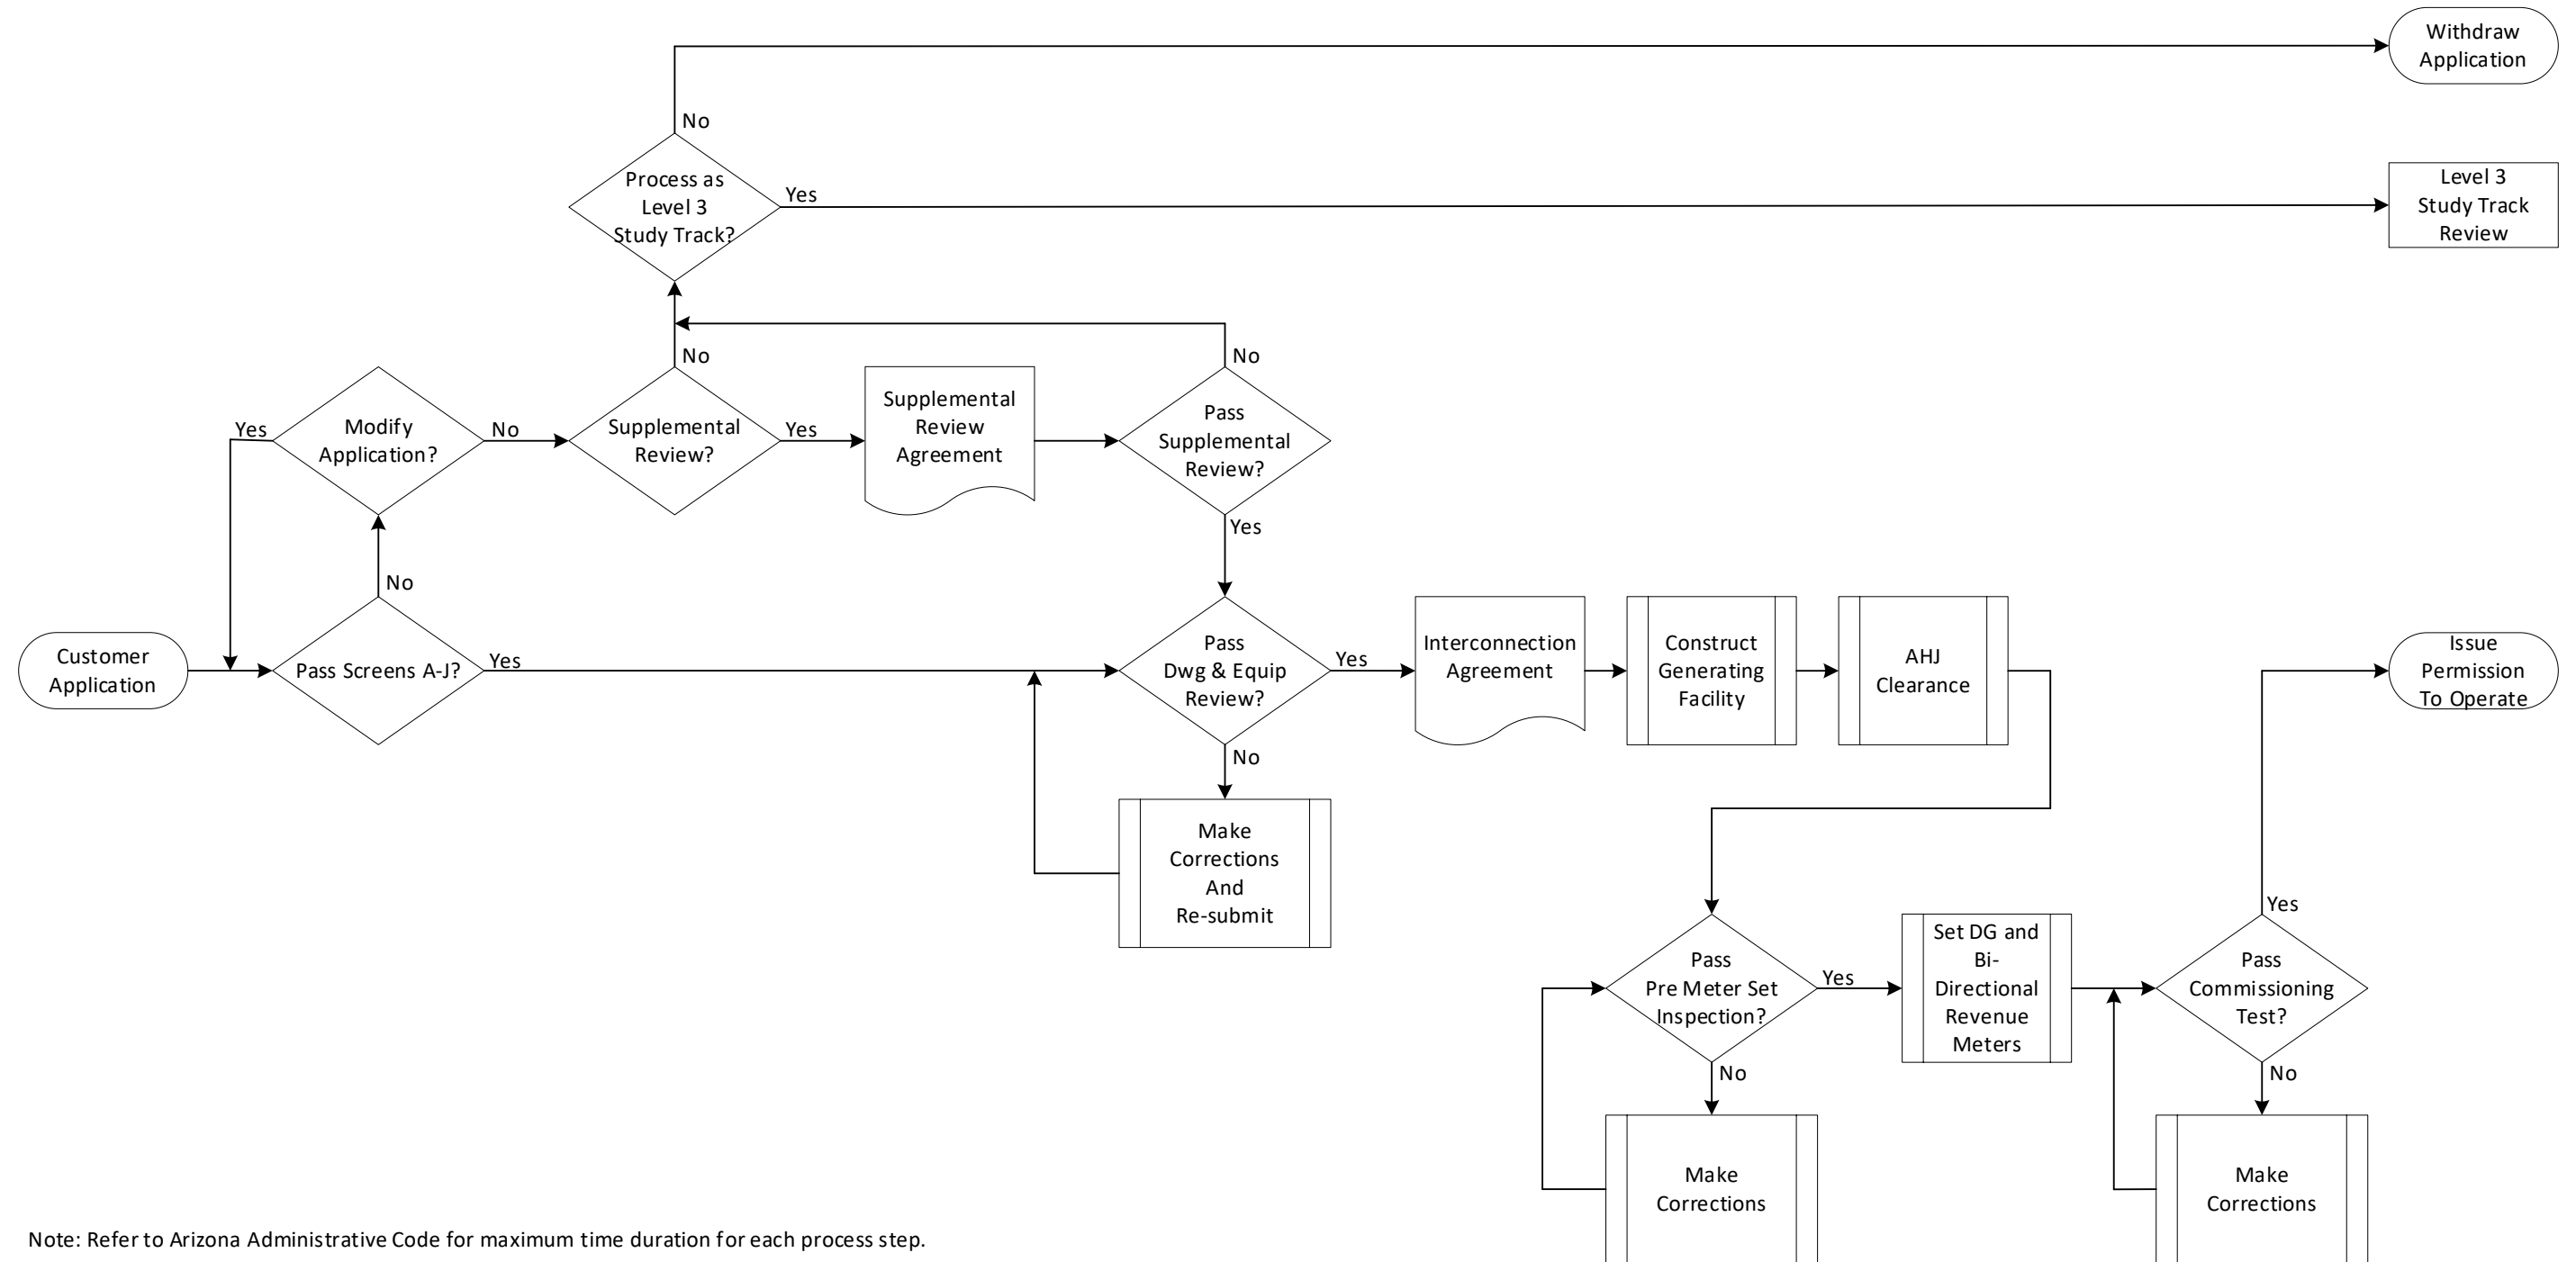 Withdraw
Application
No
Process as
Level 3
Study Track?
Yes
Level 3
Study Track
Review
No
No
Yes
Modify
Application?
No
Supplemental
Review?
Yes
Supplemental
Review
Agreement
Pass
Supplemental
Review?
Yes
No
Customer
Application
Pass Screens A-J?
Yes
Pass
Dwg & Equip
Review?
Yes
Interconnection
Agreement
Construct
Generating
Facility
AHJ
Clearance
Issue
Permission
To Operate
No
Make
Corrections
And
Re-submit
Yes
Pass
Pre Meter Set
Inspection?
Yes
Set DG and
Bi-
Directional
Revenue
Meters
Pass
Commissioning
Test?
No
No
Make
Corrections
Make
Corrections
Note: Refer to Arizona Administrative Code for maximum time duration for each process step.